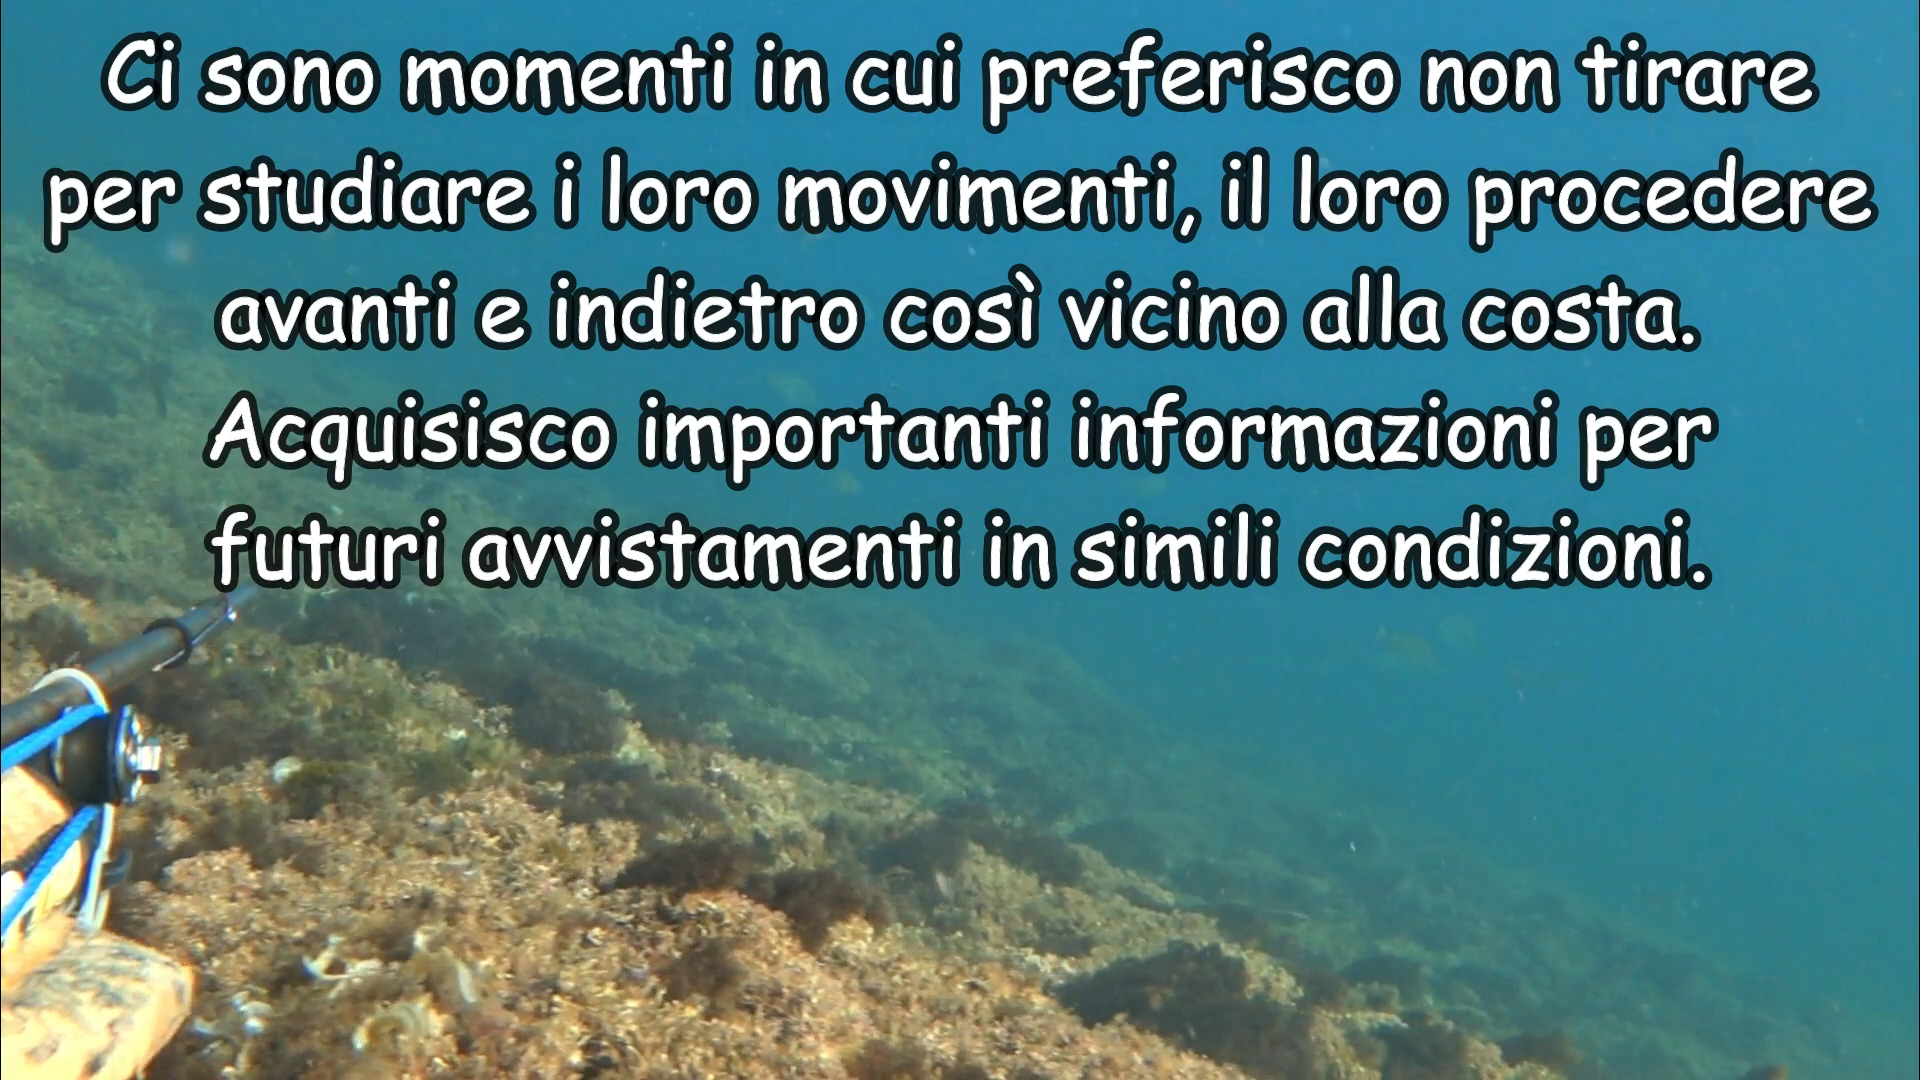 Ci sono momenti in cui preferisco non tirare
per studiare i loro movimenti, il loro procedere
avanti e indietro così vicino alla costa.
Acquisisco importanti informazioni per
futuri avvistamenti in simili condizioni.